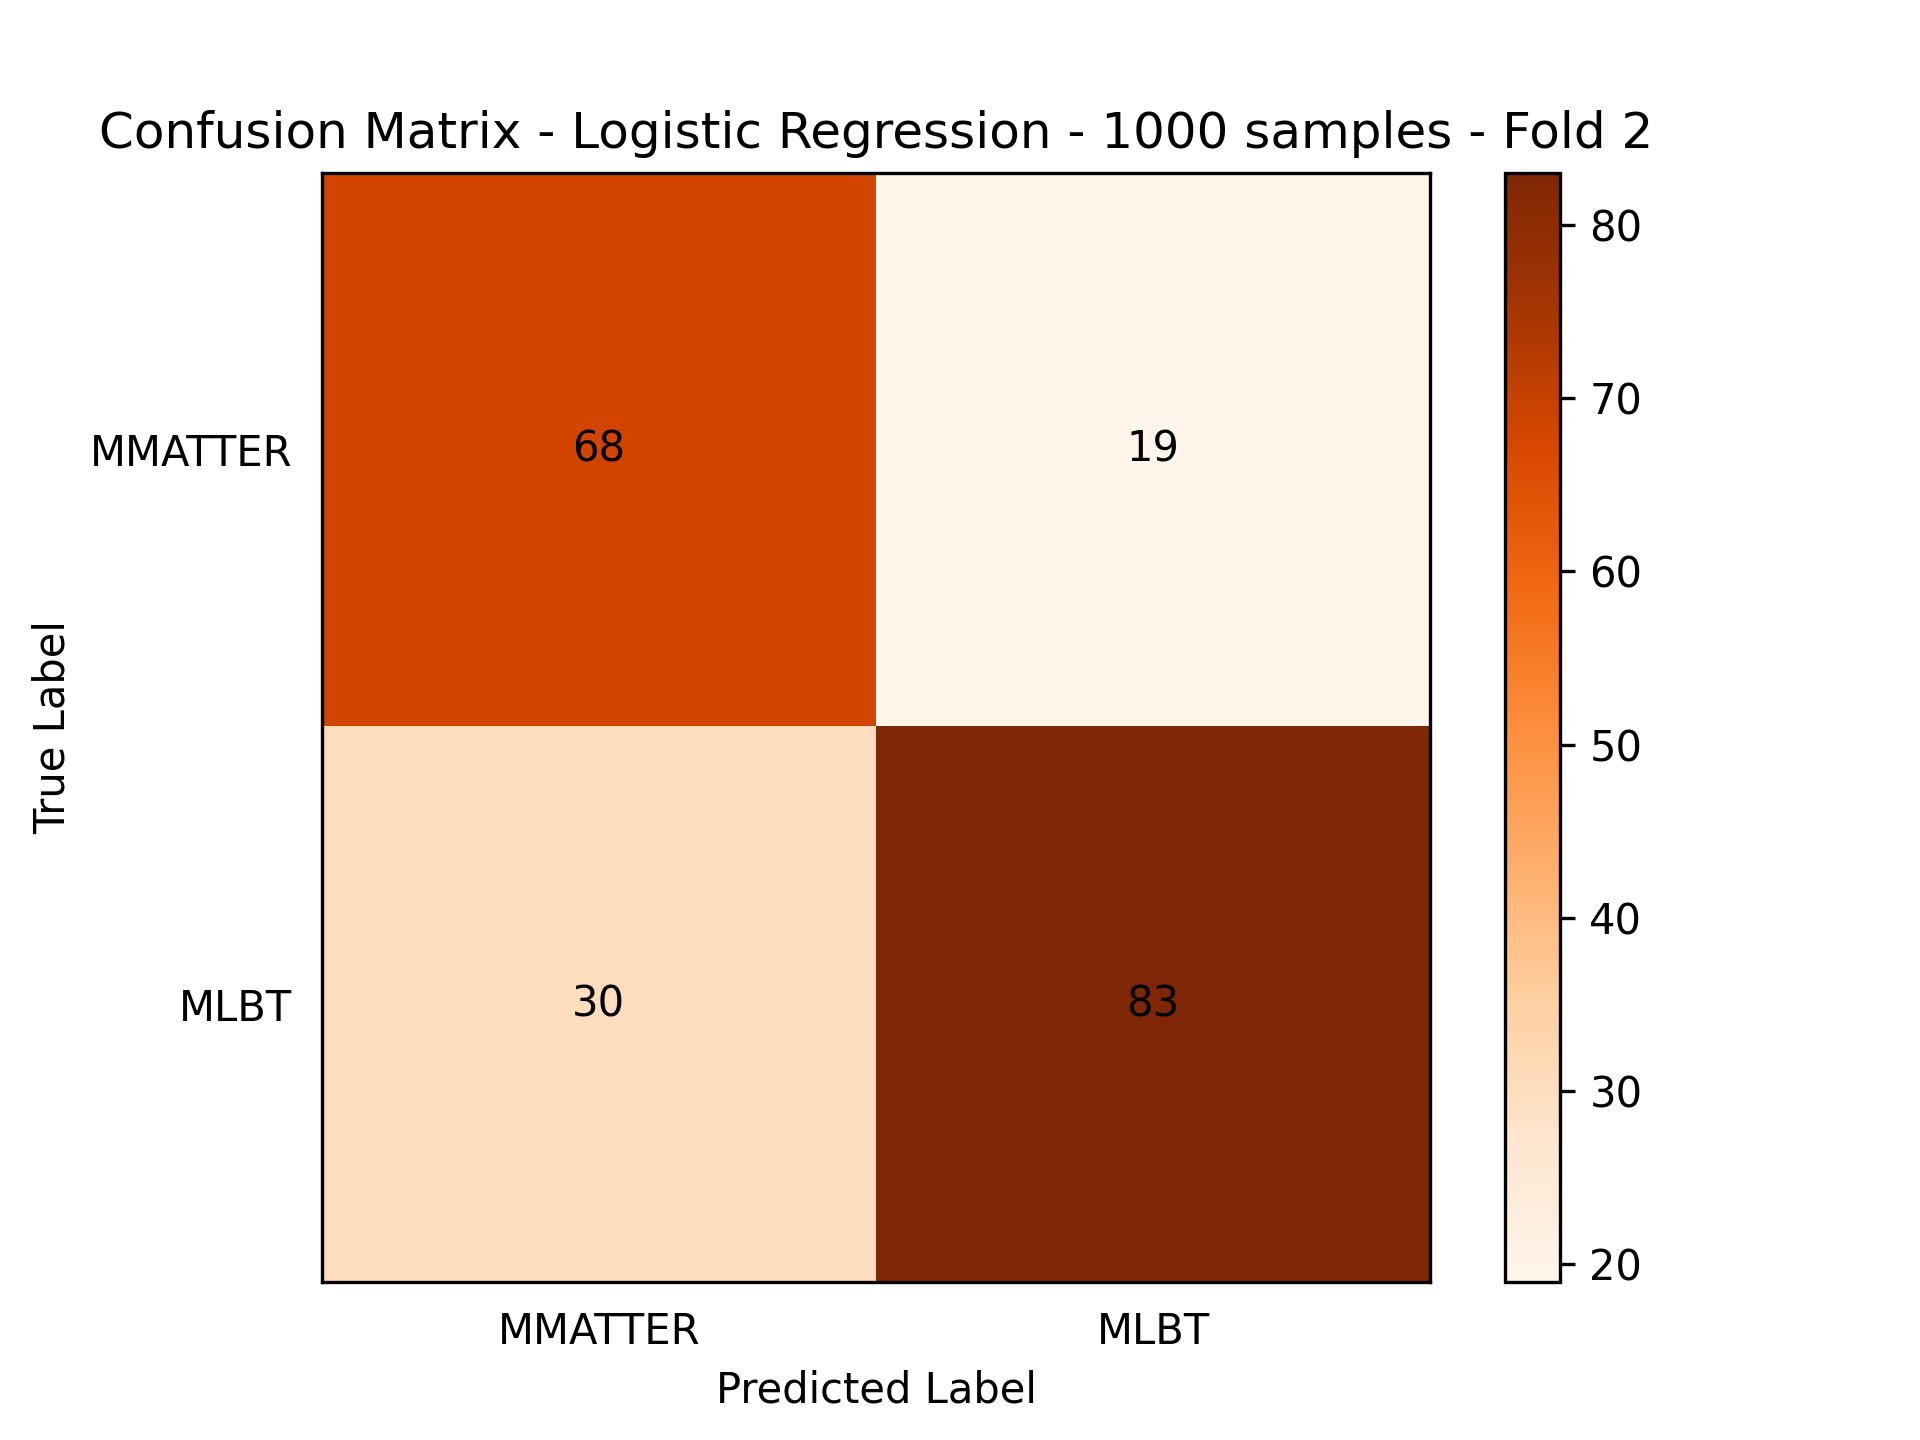 Confusion Matrix - Logistic Regression - 1000 samples - Fold 2
True Label
MMATTER
68
19
MLBT
30
83
MMATTER
MLBT
Predicted Label
80
70
60
50
40
30
20